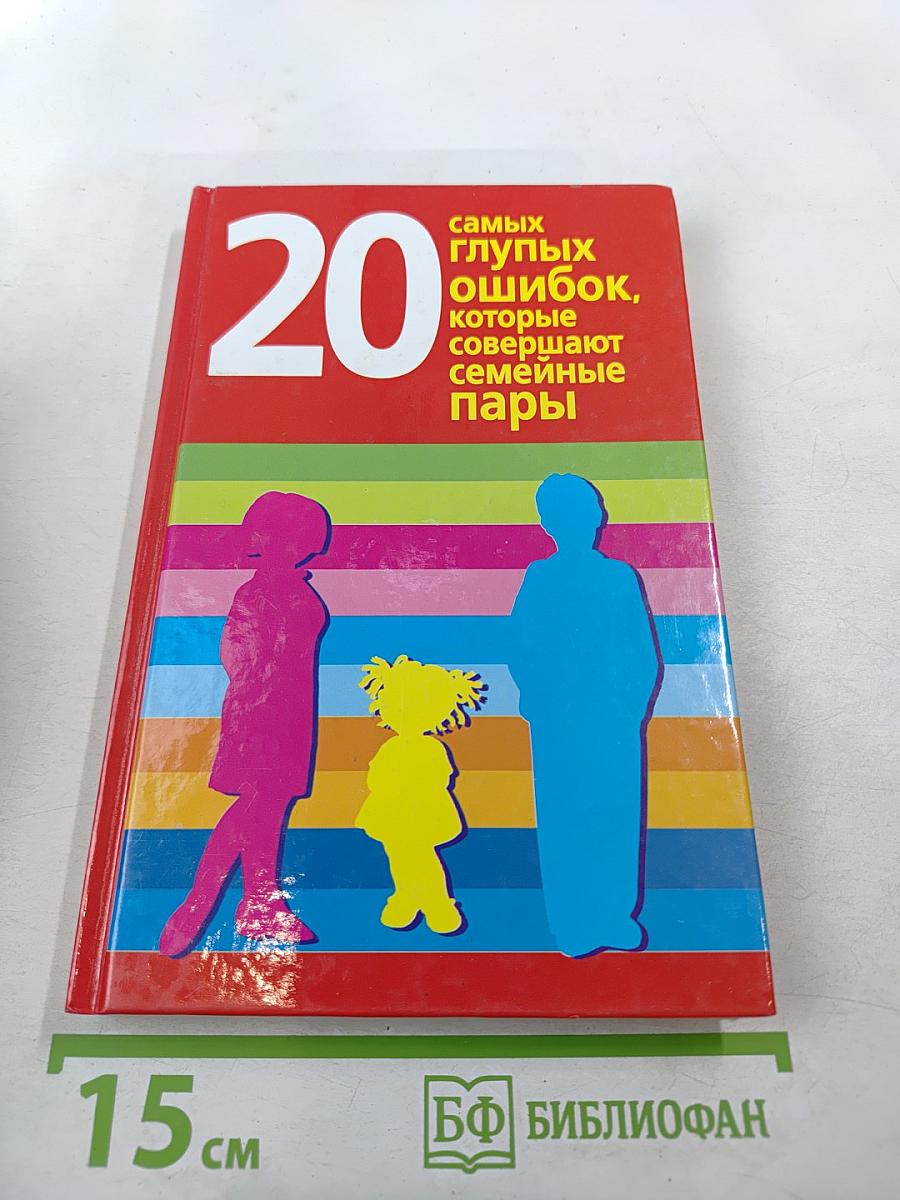 20
самых
глупых
ошибок,
которые
совершают
семейные
пары
15 см
БФ БИБЛИОФАН